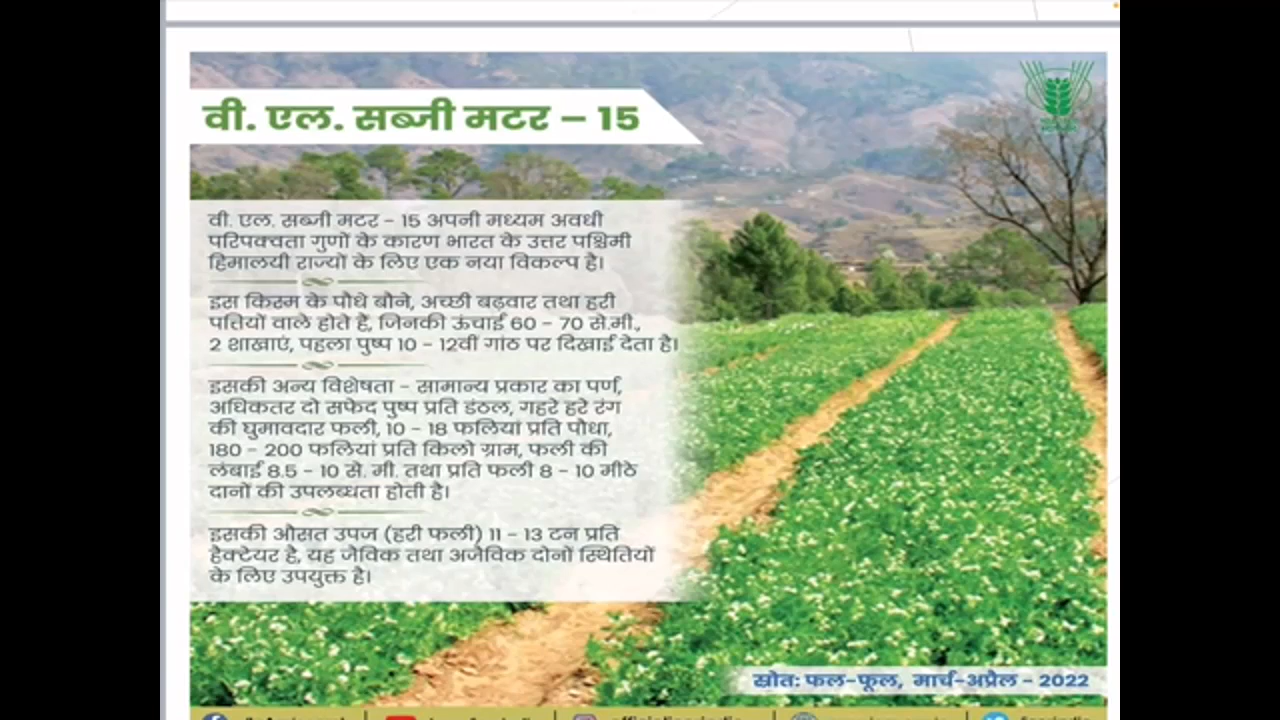 वी. एल. सब्जी मटर – 15
वी. एल. सब्जी मटर - 15 अपनी मध्यम अवधी
परिपक्वता गुणों के कारण भारत के उत्तर पश्चिमी
हिमालयी राज्यों के लिए एक नया विकल्प है।
इस किस्म के पौधे बौने, अच्छी बढ़वार तथा हरी
पत्तियों वाले होते हैं, जिनकी ऊंचाई 60 - 70 से.मी.,
2 शाखाएं, पहला पुष्प 10 - 12वीं गांठ पर दिखाई देता है।
इसकी अन्य विशेषता - सामान्य प्रकार का पर्ण,
अधिकतर दो सफेद पुष्प प्रति डंठल, गहरे हरे रंग
की घुमावदार फली, 10 - 18 फलियां प्रति पौधा,
180 - 200 फलियां प्रति किलो ग्राम, फली की
लंबाई 8.5 - 10 से. मी. तथा प्रति फली 8 - 10 मीठे
दानों की उपलब्धता होती है।
इसकी औसत उपज (हरी फली) 11 - 13 टन प्रति
हैक्टेयर है, यह जैविक तथा अजैविक दोनों स्थितियों
के लिए उपयुक्त है।
स्रोत: फल-फूल, मार्च-अप्रैल - 2022